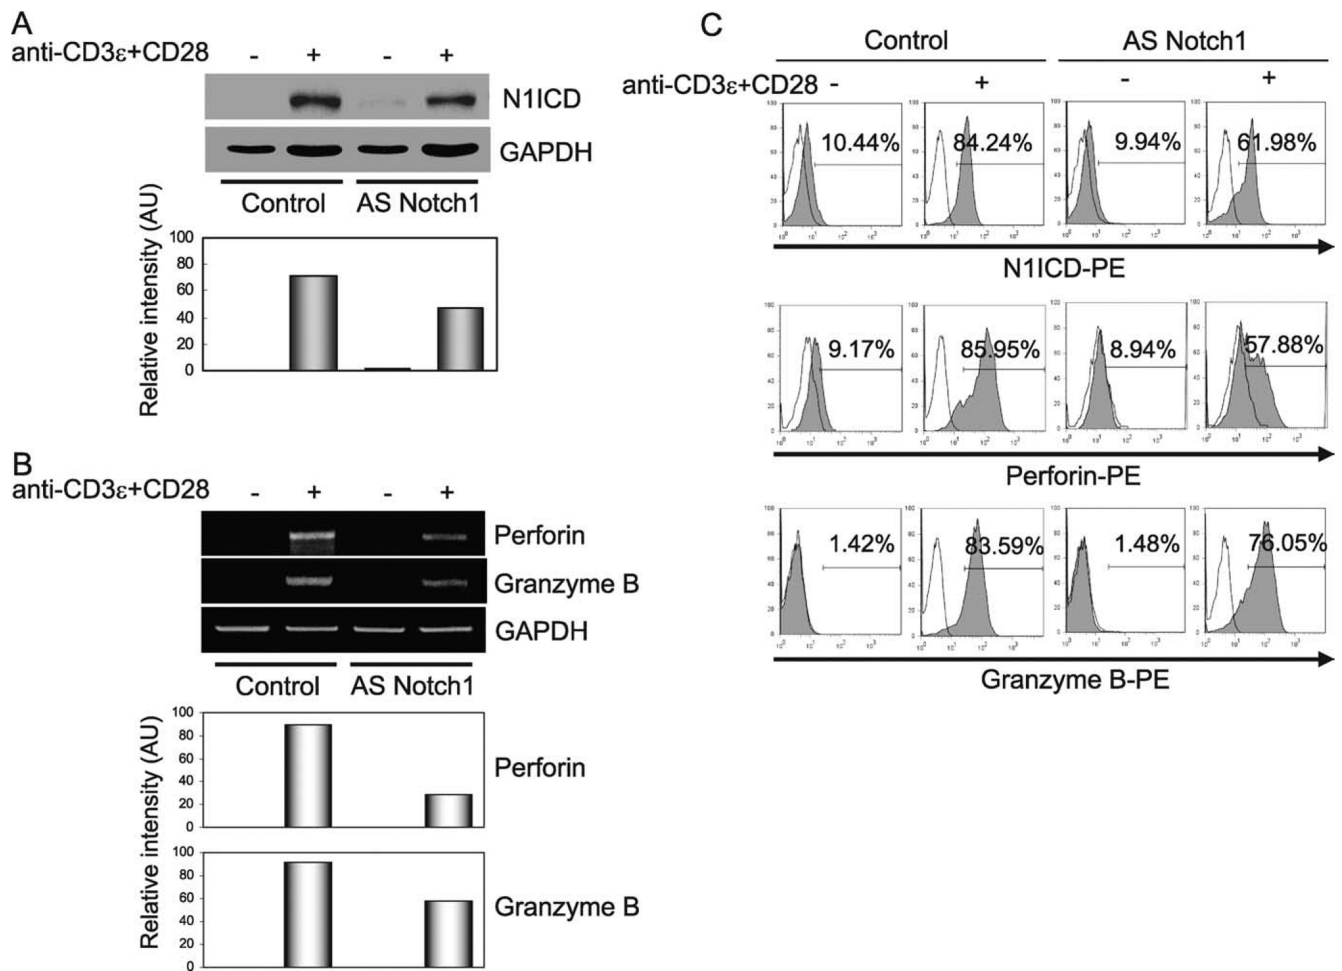 A
anti-CD3ε+CD28 - + - +
N1ICD
GAPDH
Control AS Notch1
Relative intensity (AU)
100
80
60
40
20
0
B
anti-CD3ε+CD28 - + - +
Perforin
Granzyme B
GAPDH
Control AS Notch1
Relative intensity (AU)
100
80
60
40
20
0
Perforin
100
80
60
40
20
0
Granzyme B
C
Control AS Notch1
anti-CD3ε+CD28 - + - +
10.44% 84.24% 9.94% 61.98%
N1ICD-PE
9.17% 85.95% 8.94% 57.88%
Perforin-PE
1.42% 83.59% 1.48% 76.05%
Granzyme B-PE